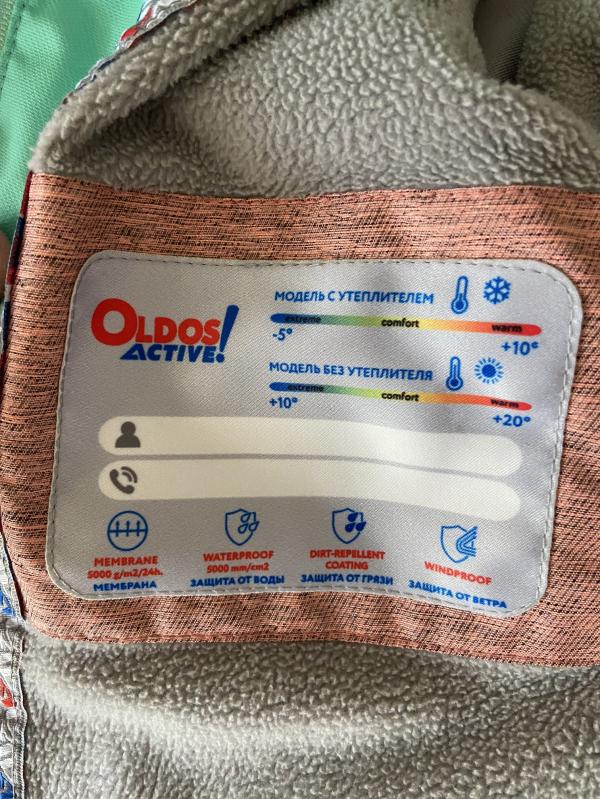 OLDOS
ACTIVE!
МОДЕЛЬ С УТЕПЛИТЕЛЕМ
extreme comfort warm
-5° +10°
МОДЕЛЬ БЕЗ УТЕПЛИТЕЛЯ
extreme comfort warm
+10° +20°
MEMBRANE
5000 g/m2/24h.
МЕМБРАНА
WATERPROOF
5000 mm/cm2
ЗАЩИТА ОТ ВОДЫ
DIRT-REPELLENT
COATING
ЗАЩИТА ОТ ГРЯЗИ
WINDPROOF
ЗАЩИТА ОТ ВЕТРА